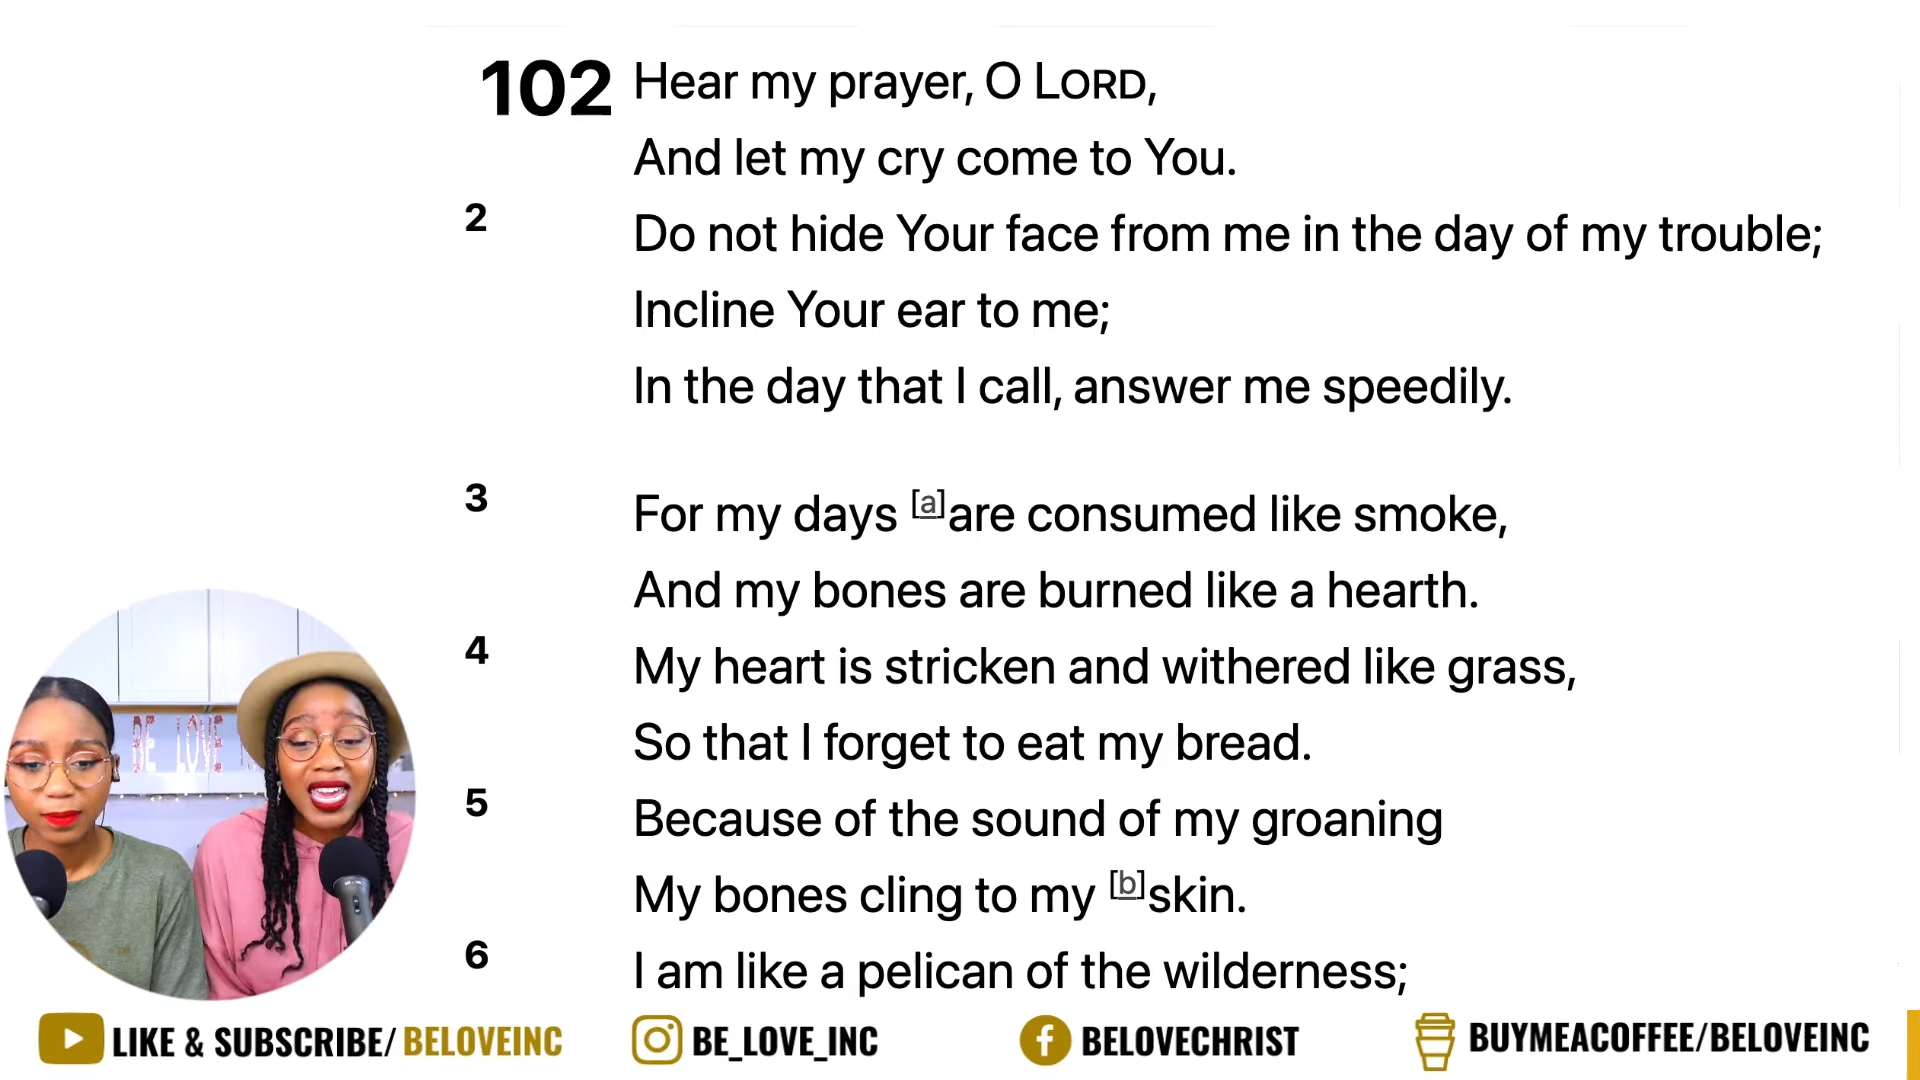 102 Hear my prayer, O LORD,
And let my cry come to You.
2 Do not hide Your face from me in the day of my trouble;
Incline Your ear to me;
In the day that I call, answer me speedily.
3 For my days [a]are consumed like smoke,
And my bones are burned like a hearth.
4 My heart is stricken and withered like grass,
So that I forget to eat my bread.
5 Because of the sound of my groaning
My bones cling to my [b]skin.
6 I am like a pelican of the wilderness;
BE LOVE
LIKE & SUBSCRIBE/ BELOVEINC
BE_LOVE_INC
BELOVECHRIST
BUYMEACOFFEE/BELOVEINC